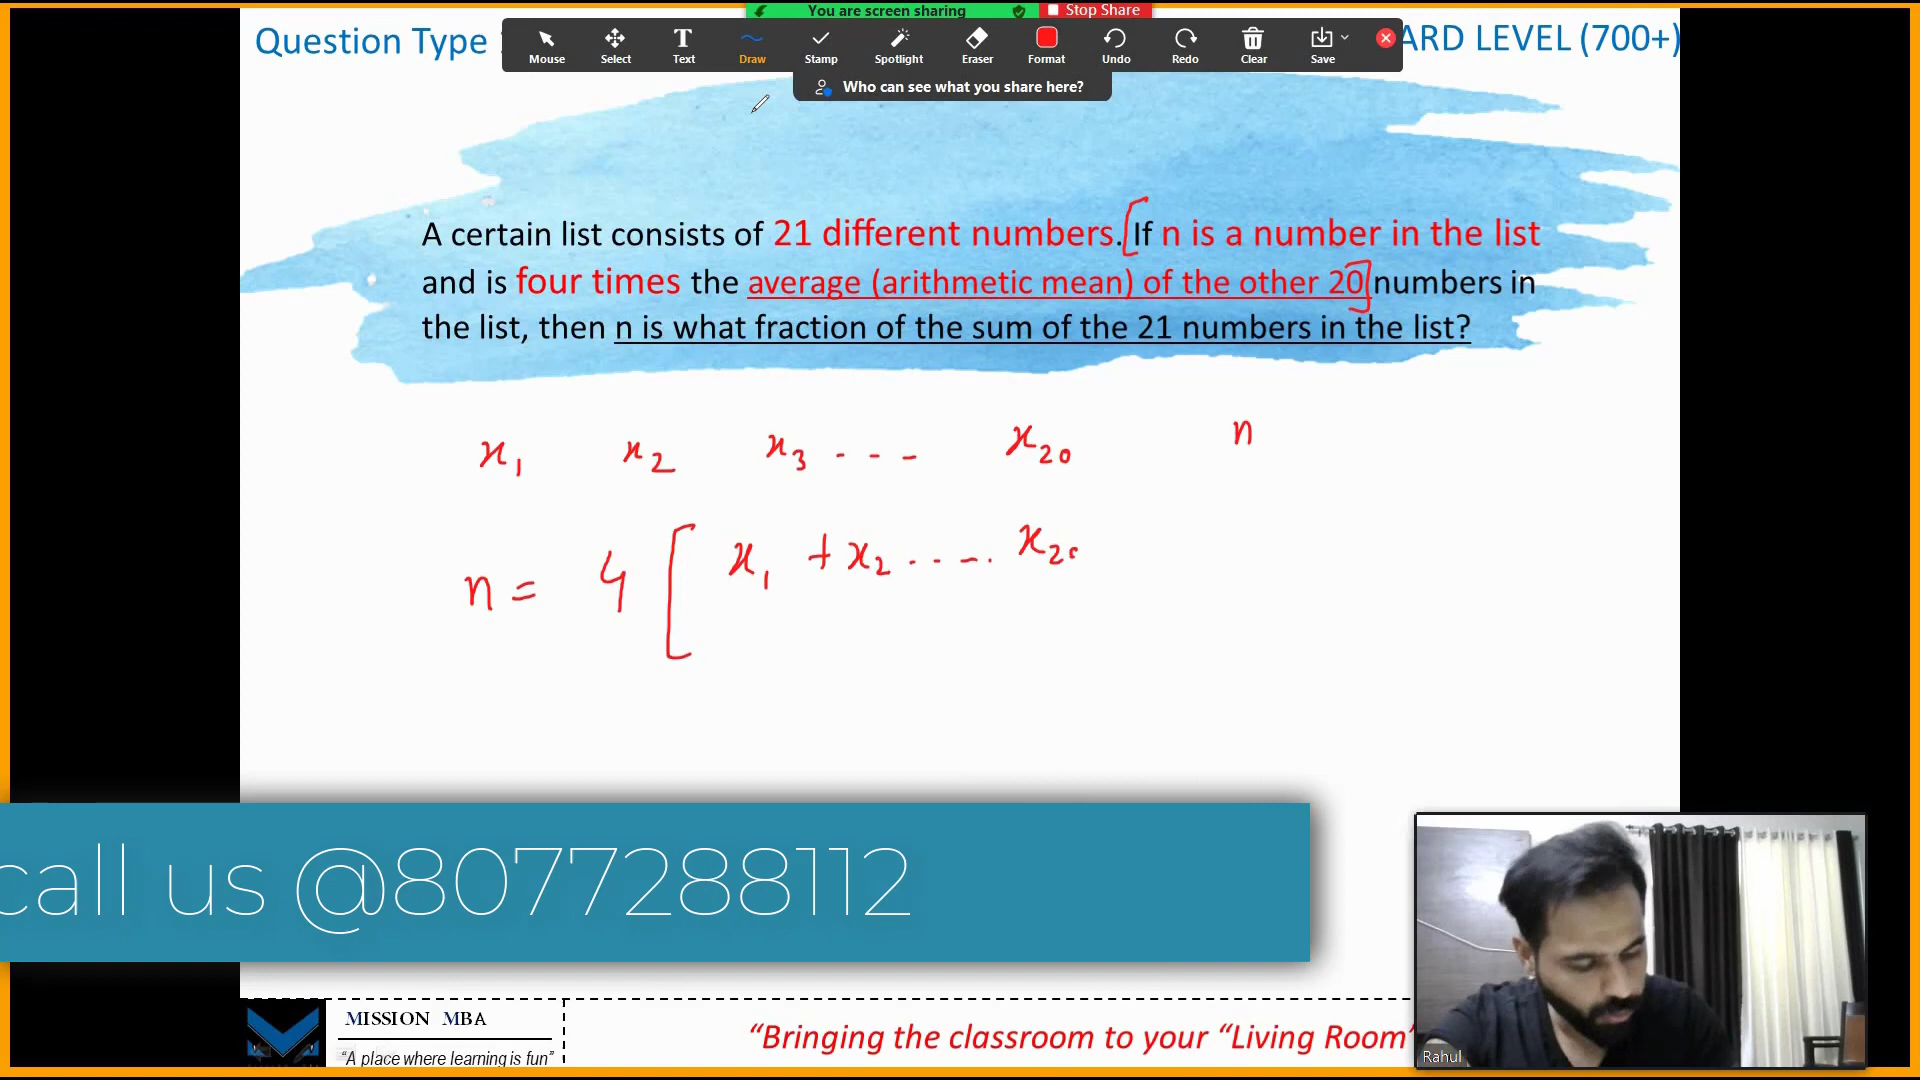 You are screen sharing Stop Share
Question Type
ARD LEVEL (700+)
Mouse Select Text Draw Stamp Spotlight Eraser Format Undo Redo Clear Save
Who can see what you share here?
A certain list consists of 21 different numbers. If n is a number in the list
and is four times the average (arithmetic mean) of the other 20 numbers in
the list, then n is what fraction of the sum of the 21 numbers in the list?
x₁ x₂ x₃ - - - x₂₀ n
n = 4 [ x₁ + x₂ ..... x₂₀
call us @8077288112
MISSION MBA
“A place where learning is fun”
“Bringing the classroom to your “Living Room”
Rahul